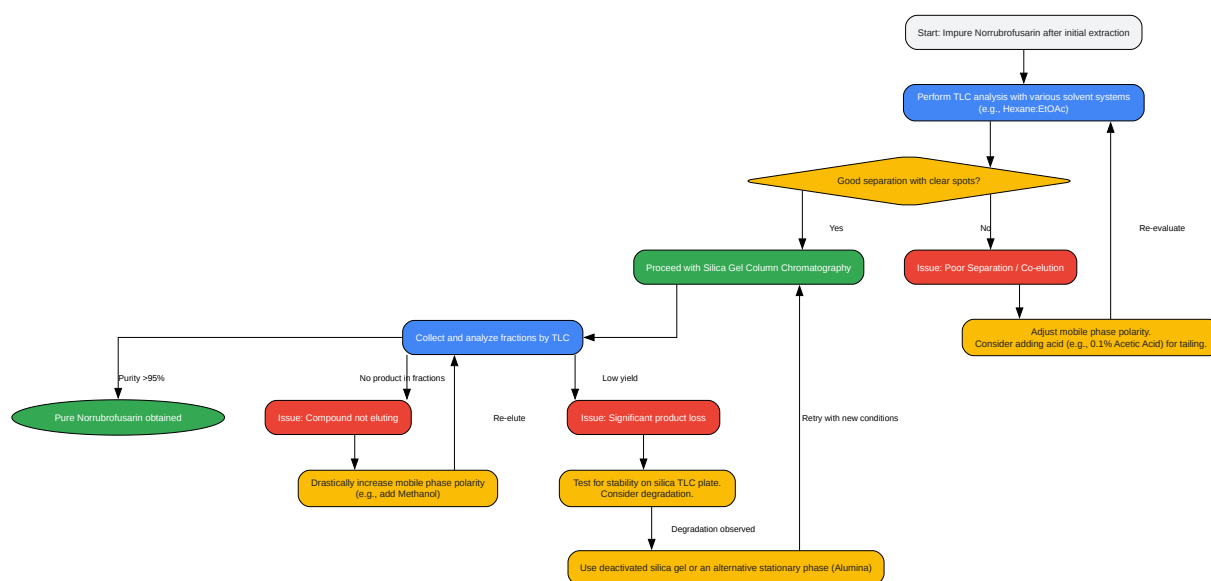 Start: Impure Norrubrofusarin after initial extraction
Perform TLC analysis with various solvent systems
(e.g., Hexane:EtOAc)
Good separation with clear spots?
Yes
No
Re-evaluate
Proceed with Silica Gel Column Chromatography
Issue: Poor Separation / Co-elution
Adjust mobile phase polarity.
Consider adding acid (e.g., 0.1% Acetic Acid) for tailing.
Collect and analyze fractions by TLC
Purity >95%
No product in fractions
Low yield
Pure Norrubrofusarin obtained
Issue: Compound not eluting
Re-elute
Issue: Significant product loss
Retry with new conditions
Drastically increase mobile phase polarity
(e.g., add Methanol)
Test for stability on silica TLC plate.
Consider degradation.
Degradation observed
Use deactivated silica gel or an alternative stationary phase (Alumina)